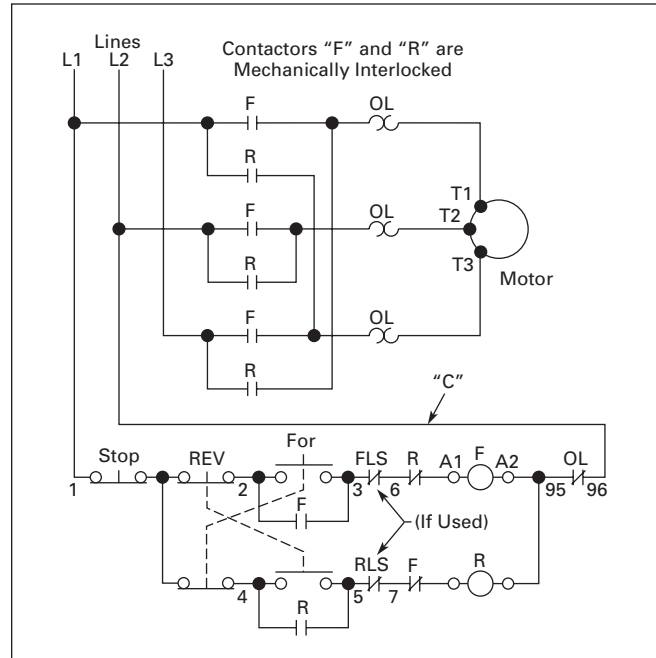 Lines
L1 L2 L3
Contactors “F” and “R” are
Mechanically Interlocked
F OL
R
T1
F OL T2
R
T3
Motor
F OL
R
“C”
For
Stop REV FLS R A1 F A2 OL
1 2 3 6 95 96
F
(If Used)
RLS F R
4 5 7
R